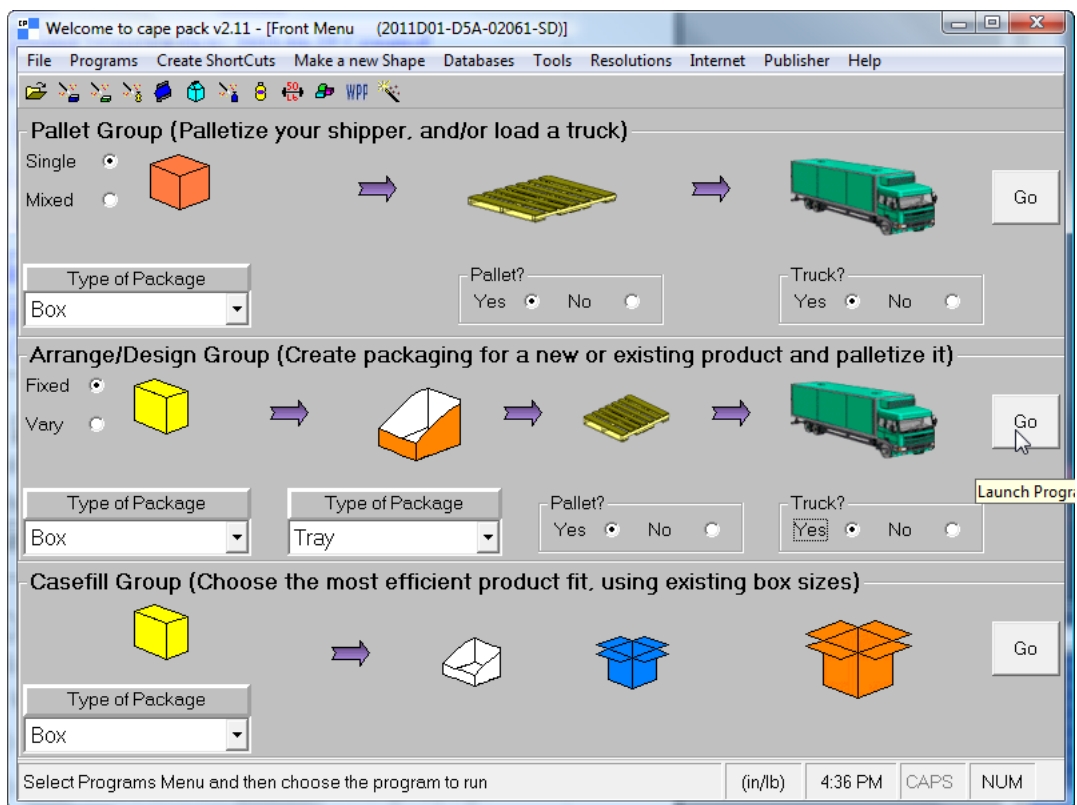 Welcome to cape pack v2.11 - [Front Menu (2011D01-D5A-02061-SD)]
File Programs Create ShortCuts Make a new Shape Databases Tools Resolutions Internet Publisher Help
WPP
Pallet Group (Palletize your shipper, and/or load a truck)
Single
Mixed
Go
Type of Package
Box
Pallet?
Yes No
Truck?
Yes No
Arrange/Design Group (Create packaging for a new or existing product and palletize it)
Fixed
Vary
Go
Launch Progra
Type of Package
Box
Type of Package
Tray
Pallet?
Yes No
Truck?
Yes No
Casefill Group (Choose the most efficient product fit, using existing box sizes)
Go
Type of Package
Box
Select Programs Menu and then choose the program to run (in/lb) 4:36 PM CAPS NUM